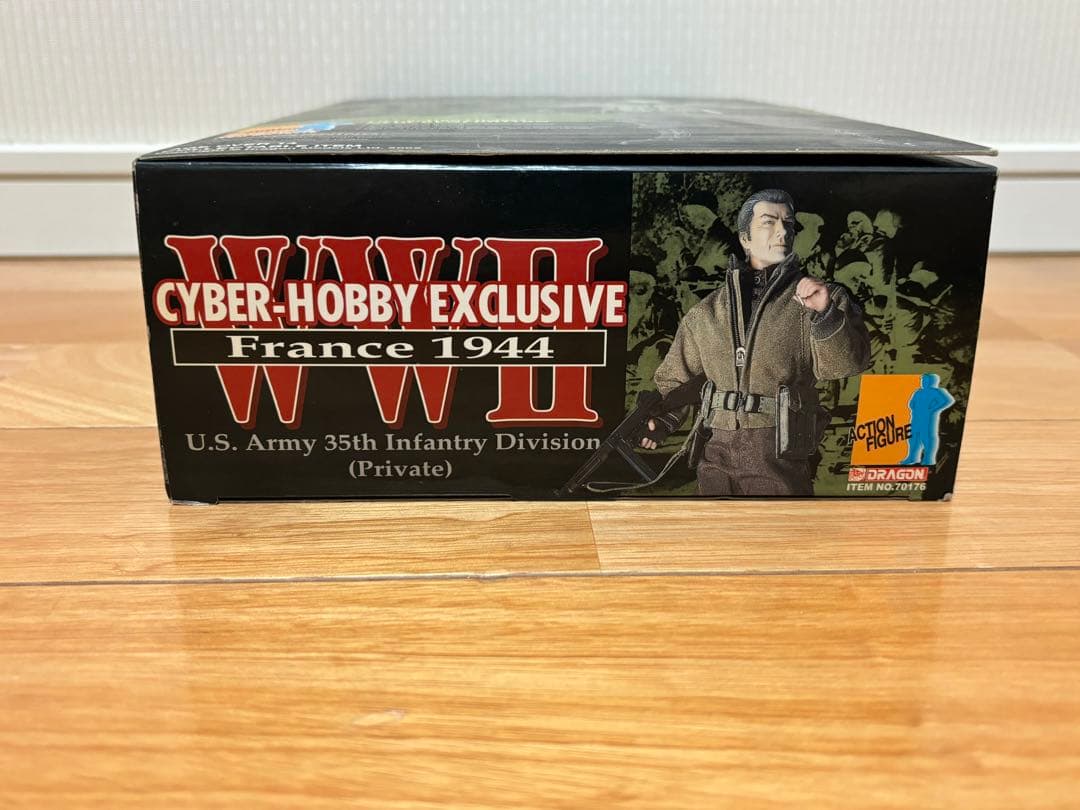 WWII
CYBER-HOBBY EXCLUSIVE
France 1944
U.S. Army 35th Infantry Division
(Private)
ACTION
FIGURE
DRAGON
ITEM NO.70176